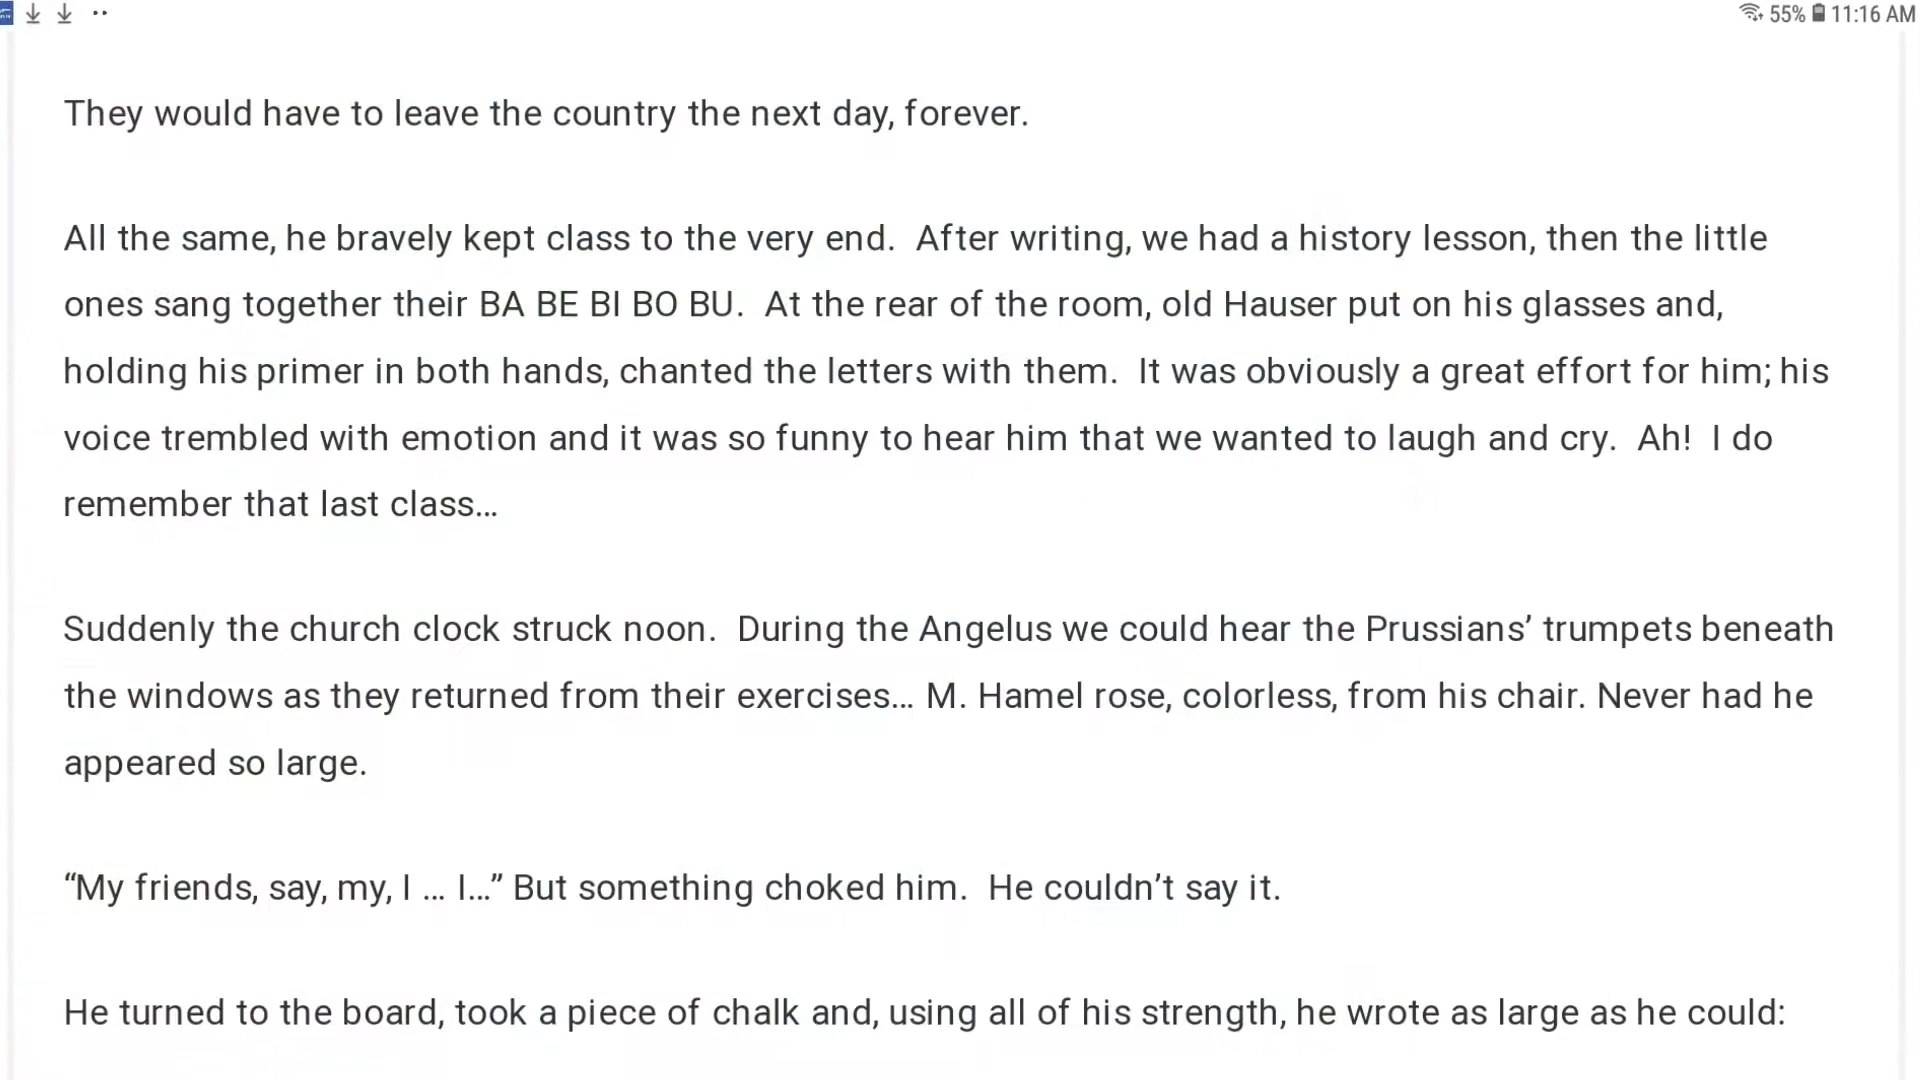 55% 11:16 AM
They would have to leave the country the next day, forever.
All the same, he bravely kept class to the very end.  After writing, we had a history lesson, then the little
ones sang together their BA BE BI BO BU.  At the rear of the room, old Hauser put on his glasses and,
holding his primer in both hands, chanted the letters with them.  It was obviously a great effort for him; his
voice trembled with emotion and it was so funny to hear him that we wanted to laugh and cry.  Ah!  I do
remember that last class…
Suddenly the church clock struck noon.  During the Angelus we could hear the Prussians’ trumpets beneath
the windows as they returned from their exercises… M. Hamel rose, colorless, from his chair. Never had he
appeared so large.
“My friends, say, my, I … I…” But something choked him.  He couldn’t say it.
He turned to the board, took a piece of chalk and, using all of his strength, he wrote as large as he could: